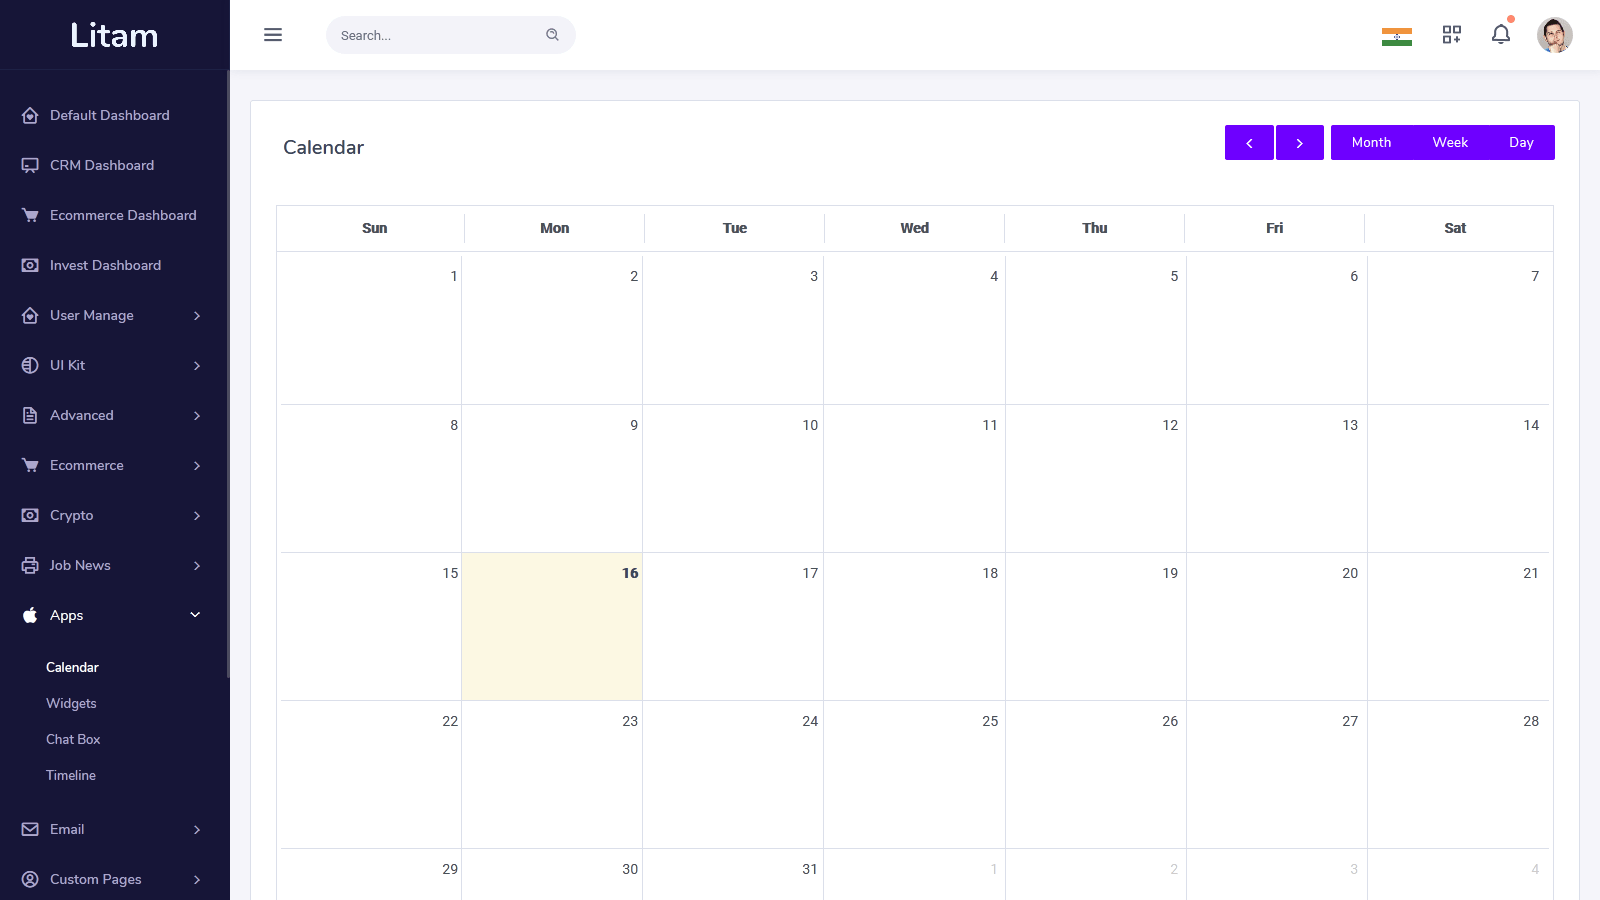 Litam
Search...
Default Dashboard
CRM Dashboard
Ecommerce Dashboard
Invest Dashboard
User Manage
UI Kit
Advanced
Ecommerce
Crypto
Job News
Apps
Calendar
Widgets
Chat Box
Timeline
Email
Custom Pages
Calendar
Month Week Day
Sun Mon Tue Wed Thu Fri Sat
1 2 3 4 5 6 7
8 9 10 11 12 13 14
15 16 17 18 19 20 21
22 23 24 25 26 27 28
29 30 31 1 2 3 4